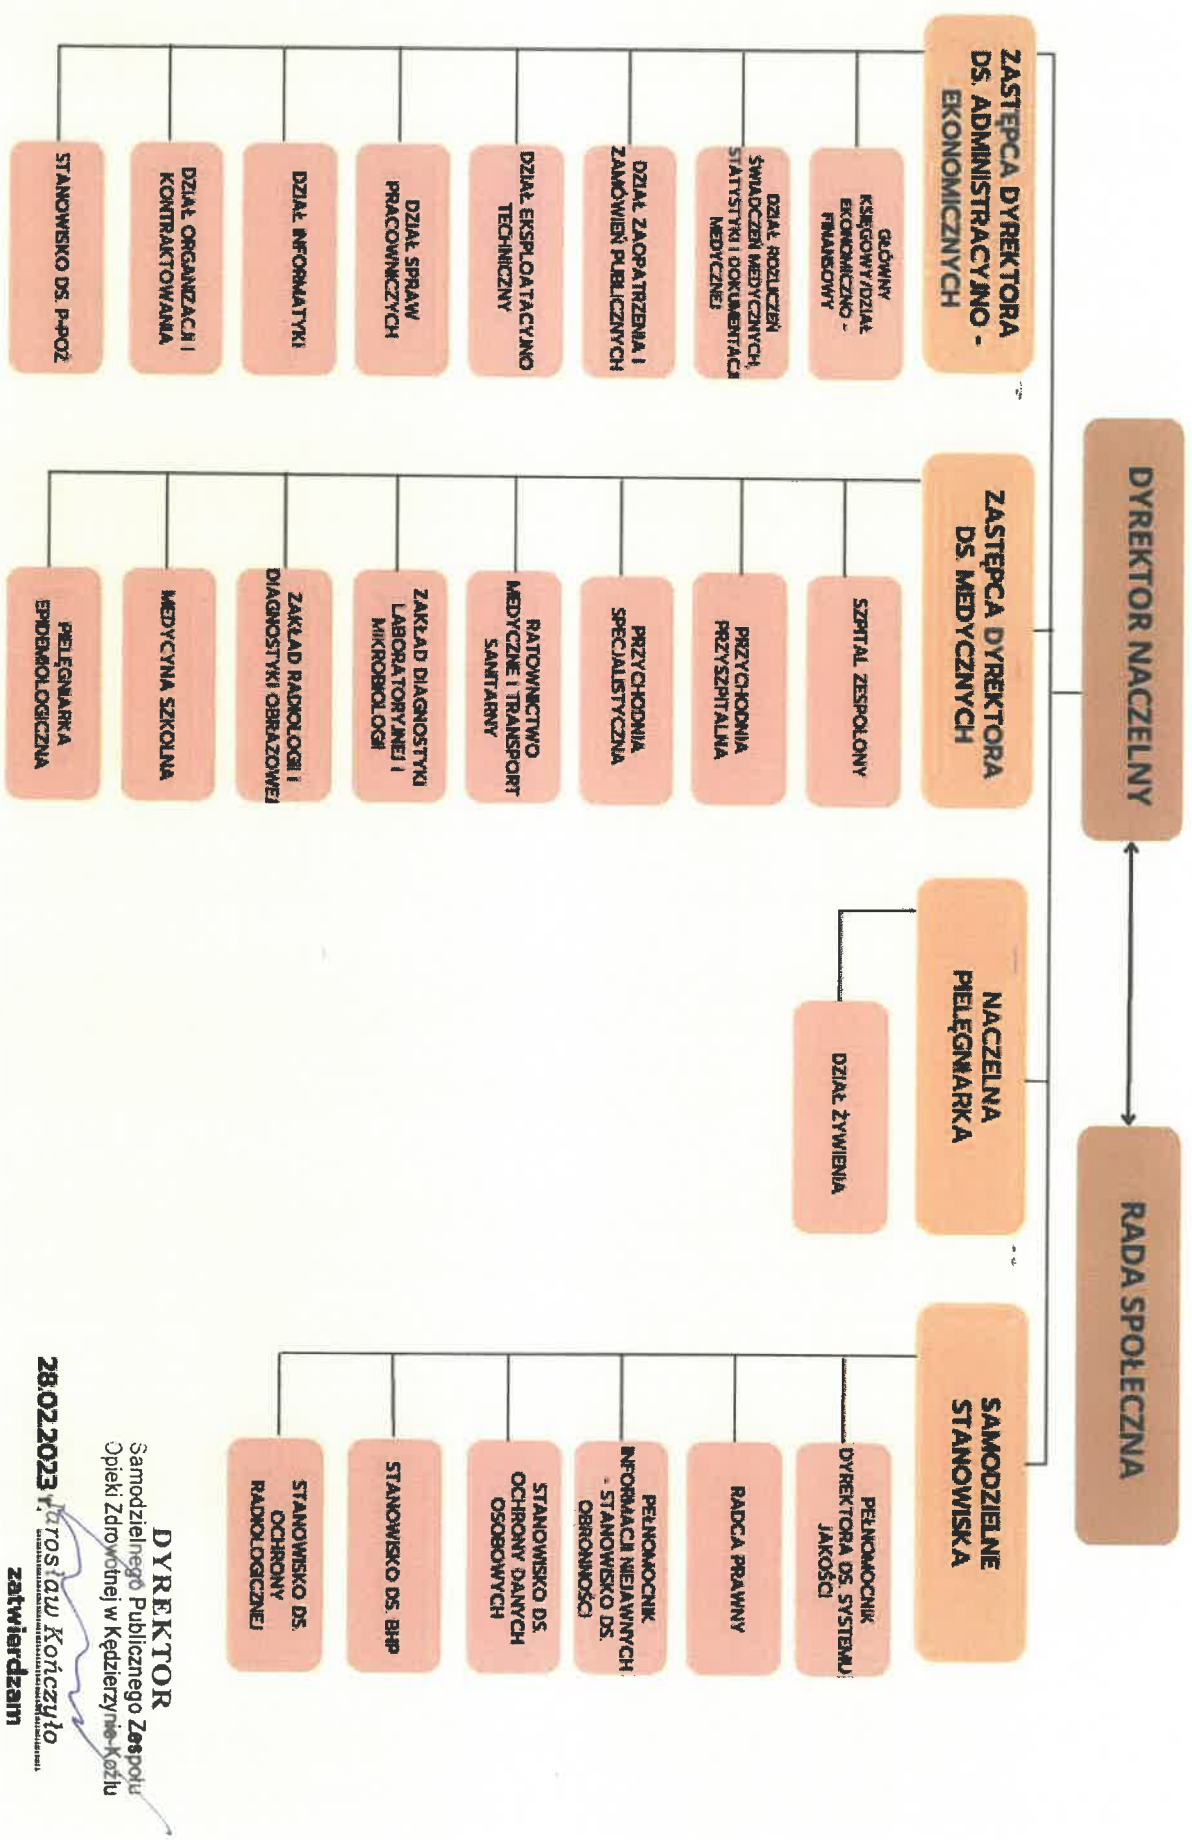 DYREKTOR NACZELNY
RADA SPOŁECZNA
ZASTĘPCA DYREKTORA
DS. ADMINISTRACYJNO -
EKONOMICZNYCH
GŁÓWNY
KSIĘGOWY/DZIAŁ
EKONOMICZNO -
FINANSOWY
DZIAŁ ROZLICZEŃ
ŚWIADCZEŃ MEDYCZNYCH,
STATYSTYKI I DOKUMENTACJI
MEDYCZNEJ
DZIAŁ ZAOPATRZENIA I
ZAMÓWIEŃ PUBLICZNYCH
DZIAŁ EKSPLOATACYJNO
TECHNICZNY
DZIAŁ SPRAW
PRACOWNICZYCH
DZIAŁ INFORMATYKI
DZIAŁ ORGANIZACJI I
KONTRAKTOWANIA
STANOWISKO DS. P-POŻ
ZASTĘPCA DYREKTORA
DS. MEDYCZNYCH
SZPITAL ZESPOLONY
PRZYCHODNIA
PRZYSZPITALNA
PRZYCHODNIA
SPECJALISTYCZNA
RATOWNICTWO
MEDYCZNE I TRANSPORT
SANITARNY
ZAKŁAD DIAGNOSTYKI
LABORATORYJNEJ I
MIKROBIOLOGII
ZAKŁAD RADIOLOGII I
DIAGNOSTYKI OBRAZOWEJ
MEDYCYNA SZKOLNA
PIELĘGNIARKA
EPIDEMIOLOGICZNA
NACZELNA
PIELĘGNIARKA
DZIAŁ ŻYWIENIA
SAMODZIELNE
STANOWISKA
PEŁNOMOCNIK
DYREKTORA DS. SYSTEMU
JAKOŚCI
RADCA PRAWNY
PEŁNOMOCNIK
INFORMACJI NIEJAWNYCH
- STANOWISKO DS.
OBRONNOŚCI
STANOWISKO DS.
OCHRONY DANYCH
OSOBOWYCH
STANOWISKO DS. BHP
STANOWISKO DS.
OCHRONY
RADIOLOGICZNEJ
DYREKTOR
Samodzielnego Publicznego Zespołu
Opieki Zdrowotnej w Kędzierzynie-Koźlu
28.02.2023 r. Jarosław Kończyło
zatwierdzam